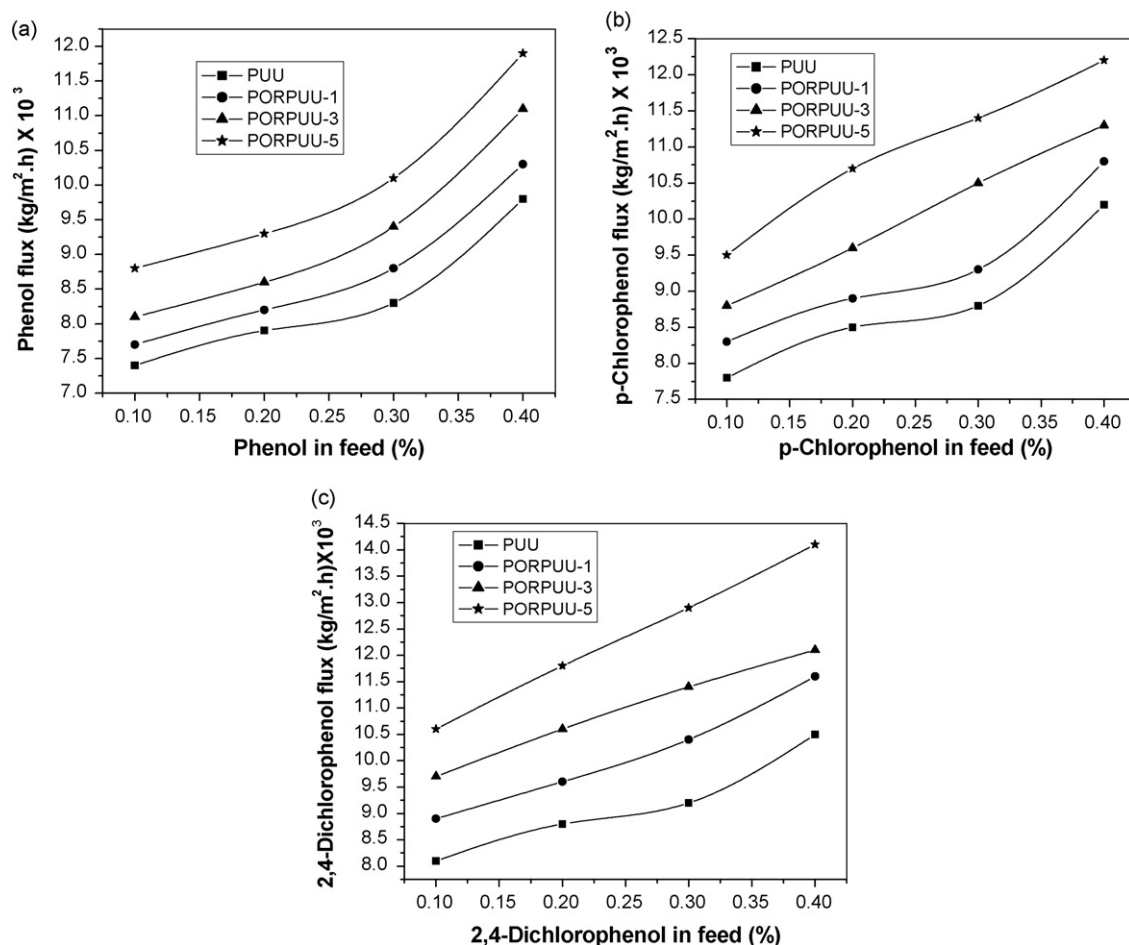 (a)
Phenol flux (kg/m².h) X 10³
12.0
11.5
11.0
10.5
10.0
9.5
9.0
8.5
8.0
7.5
7.0
PUU
PORPUU-1
PORPUU-3
PORPUU-5
0.10 0.15 0.20 0.25 0.30 0.35 0.40
Phenol in feed (%)
(b)
p-Chlorophenol flux (kg/m².h) X 10³
12.5
12.0
11.5
11.0
10.5
10.0
9.5
9.0
8.5
8.0
7.5
PUU
PORPUU-1
PORPUU-3
PORPUU-5
0.10 0.15 0.20 0.25 0.30 0.35 0.40
p-Chlorophenol in feed (%)
(c)
2,4-Dichlorophenol flux (kg/m².h)X10³
14.5
14.0
13.5
13.0
12.5
12.0
11.5
11.0
10.5
10.0
9.5
9.0
8.5
8.0
PUU
PORPUU-1
PORPUU-3
PORPUU-5
0.10 0.15 0.20 0.25 0.30 0.35 0.40
2,4-Dichlorophenol in feed (%)